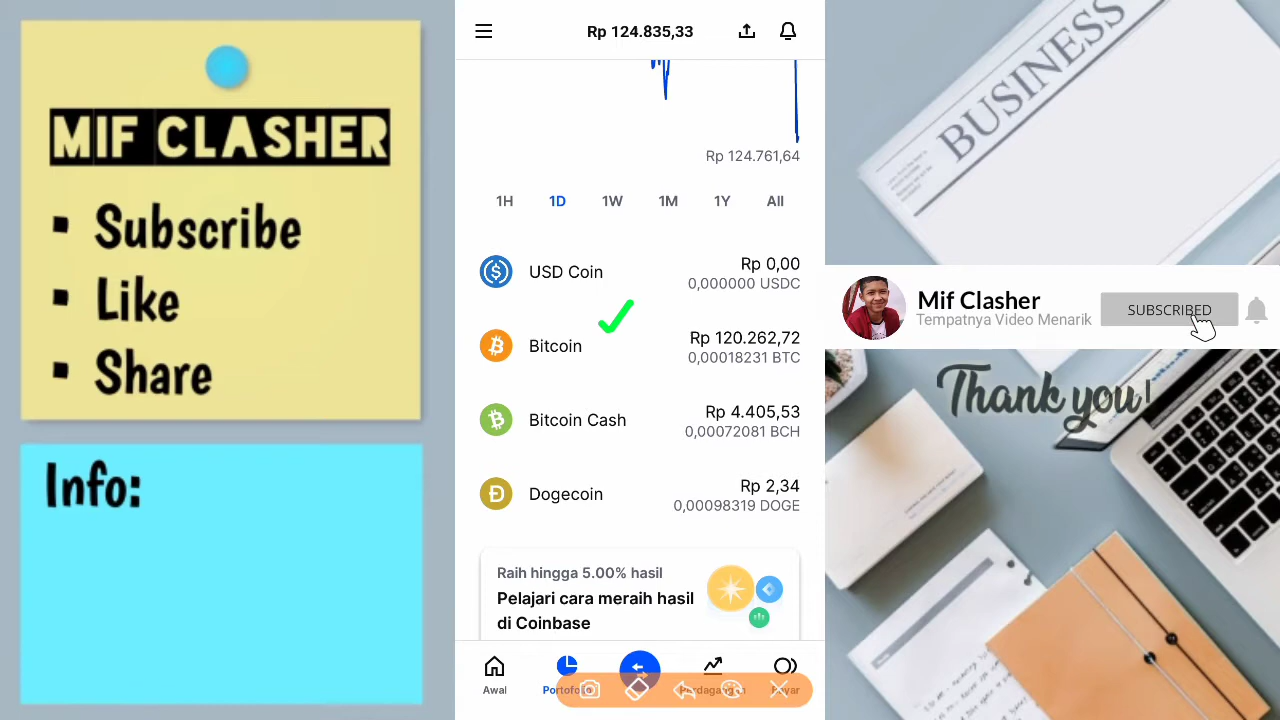 MIF CLASHER
▪ Subscribe
▪ Like
▪ Share
Info:
Rp 124.835,33
Rp 124.761,64
1H 1D 1W 1M 1Y All
USD Coin
Rp 0,00
0,000000 USDC
Bitcoin
Rp 120.262,72
0,00018231 BTC
Bitcoin Cash
Rp 4.405,53
0,00072081 BCH
Dogecoin
Rp 2,34
0,00098319 DOGE
Raih hingga 5.00% hasil
Pelajari cara meraih hasil
di Coinbase
Awal Portofolio Perdagangan Bayar
BUSINESS
Mif Clasher
Tempatnya Video Menarik
SUBSCRIBED
Thank you!